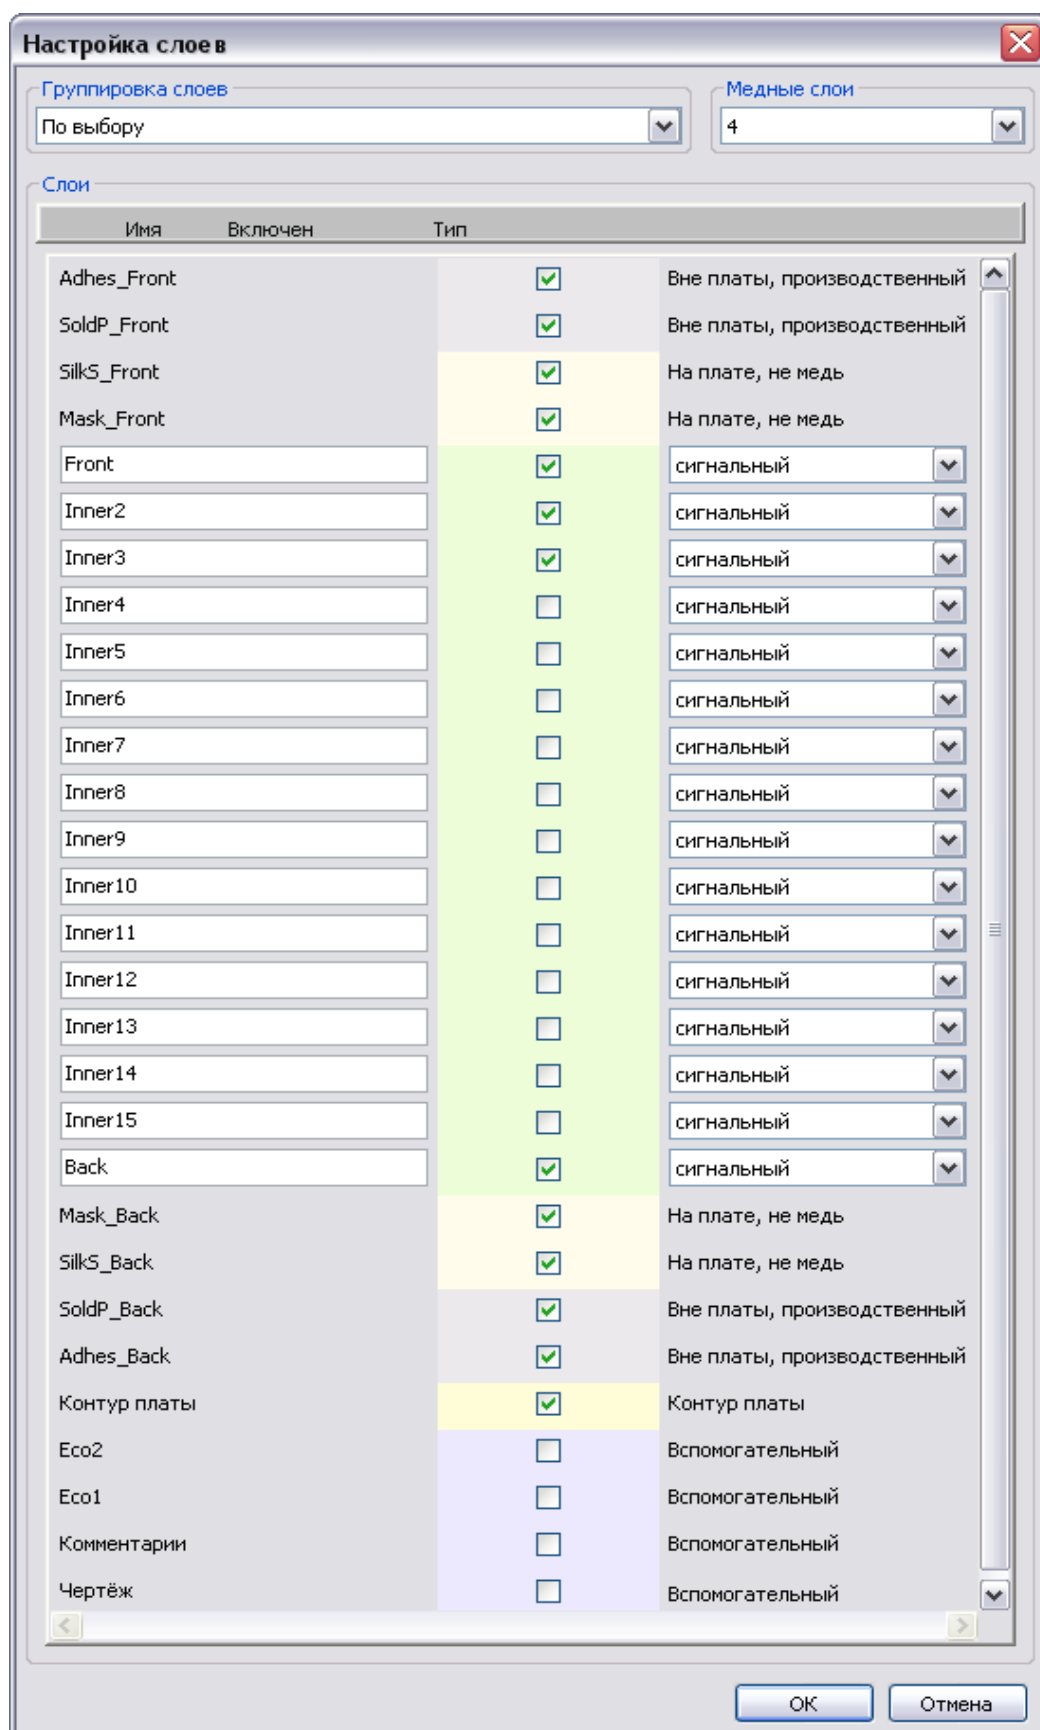 Настройка слоев
Группировка слоев
Медные слои
По выбору
4
Слои
Имя Включен Тип
Adhes_Front Вне платы, производственный
SoldP_Front Вне платы, производственный
SilkS_Front На плате, не медь
Mask_Front На плате, не медь
Front сигнальный
Inner2 сигнальный
Inner3 сигнальный
Inner4 сигнальный
Inner5 сигнальный
Inner6 сигнальный
Inner7 сигнальный
Inner8 сигнальный
Inner9 сигнальный
Inner10 сигнальный
Inner11 сигнальный
Inner12 сигнальный
Inner13 сигнальный
Inner14 сигнальный
Inner15 сигнальный
Back сигнальный
Mask_Back На плате, не медь
SilkS_Back На плате, не медь
SoldP_Back Вне платы, производственный
Adhes_Back Вне платы, производственный
Контур платы Контур платы
Eco2 Вспомогательный
Eco1 Вспомогательный
Комментарии Вспомогательный
Чертёж Вспомогательный
ОК Отмена